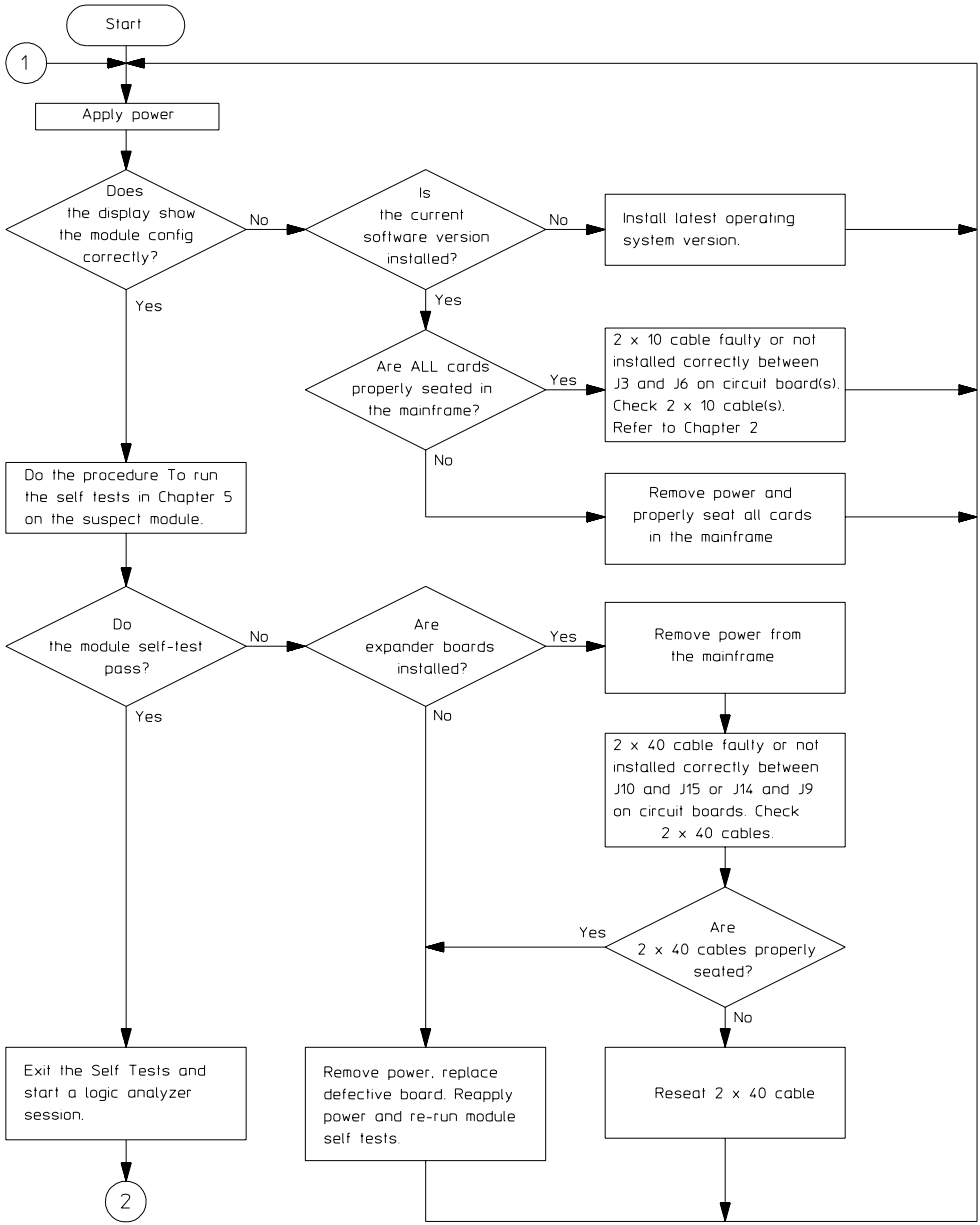 Start
1
Apply power
Does
the display show
the module config
correctly?
No
Is
the current
software version
installed?
No
Install latest operating
system version.
Yes
Yes
Are ALL cards
properly seated in
the mainframe?
Yes
2 x 10 cable faulty or not
installed correctly between
J3 and J6 on circuit board(s).
Check 2 x 10 cable(s).
Refer to Chapter 2
No
Do the procedure To run
the self tests in Chapter 5
on the suspect module.
Remove power and
properly seat all cards
in the mainframe
Do
the module self-test
pass?
No
Are
expander boards
installed?
Yes
Remove power from
the mainframe
Yes
No
2 x 40 cable faulty or not
installed correctly between
J10 and J15 or J14 and J9
on circuit boards. Check
2 x 40 cables.
Yes
Are
2 x 40 cables properly
seated?
No
Exit the Self Tests and
start a logic analyzer
session.
Remove power, replace
defective board. Reapply
power and re-run module
self tests.
Reseat 2 x 40 cable
2